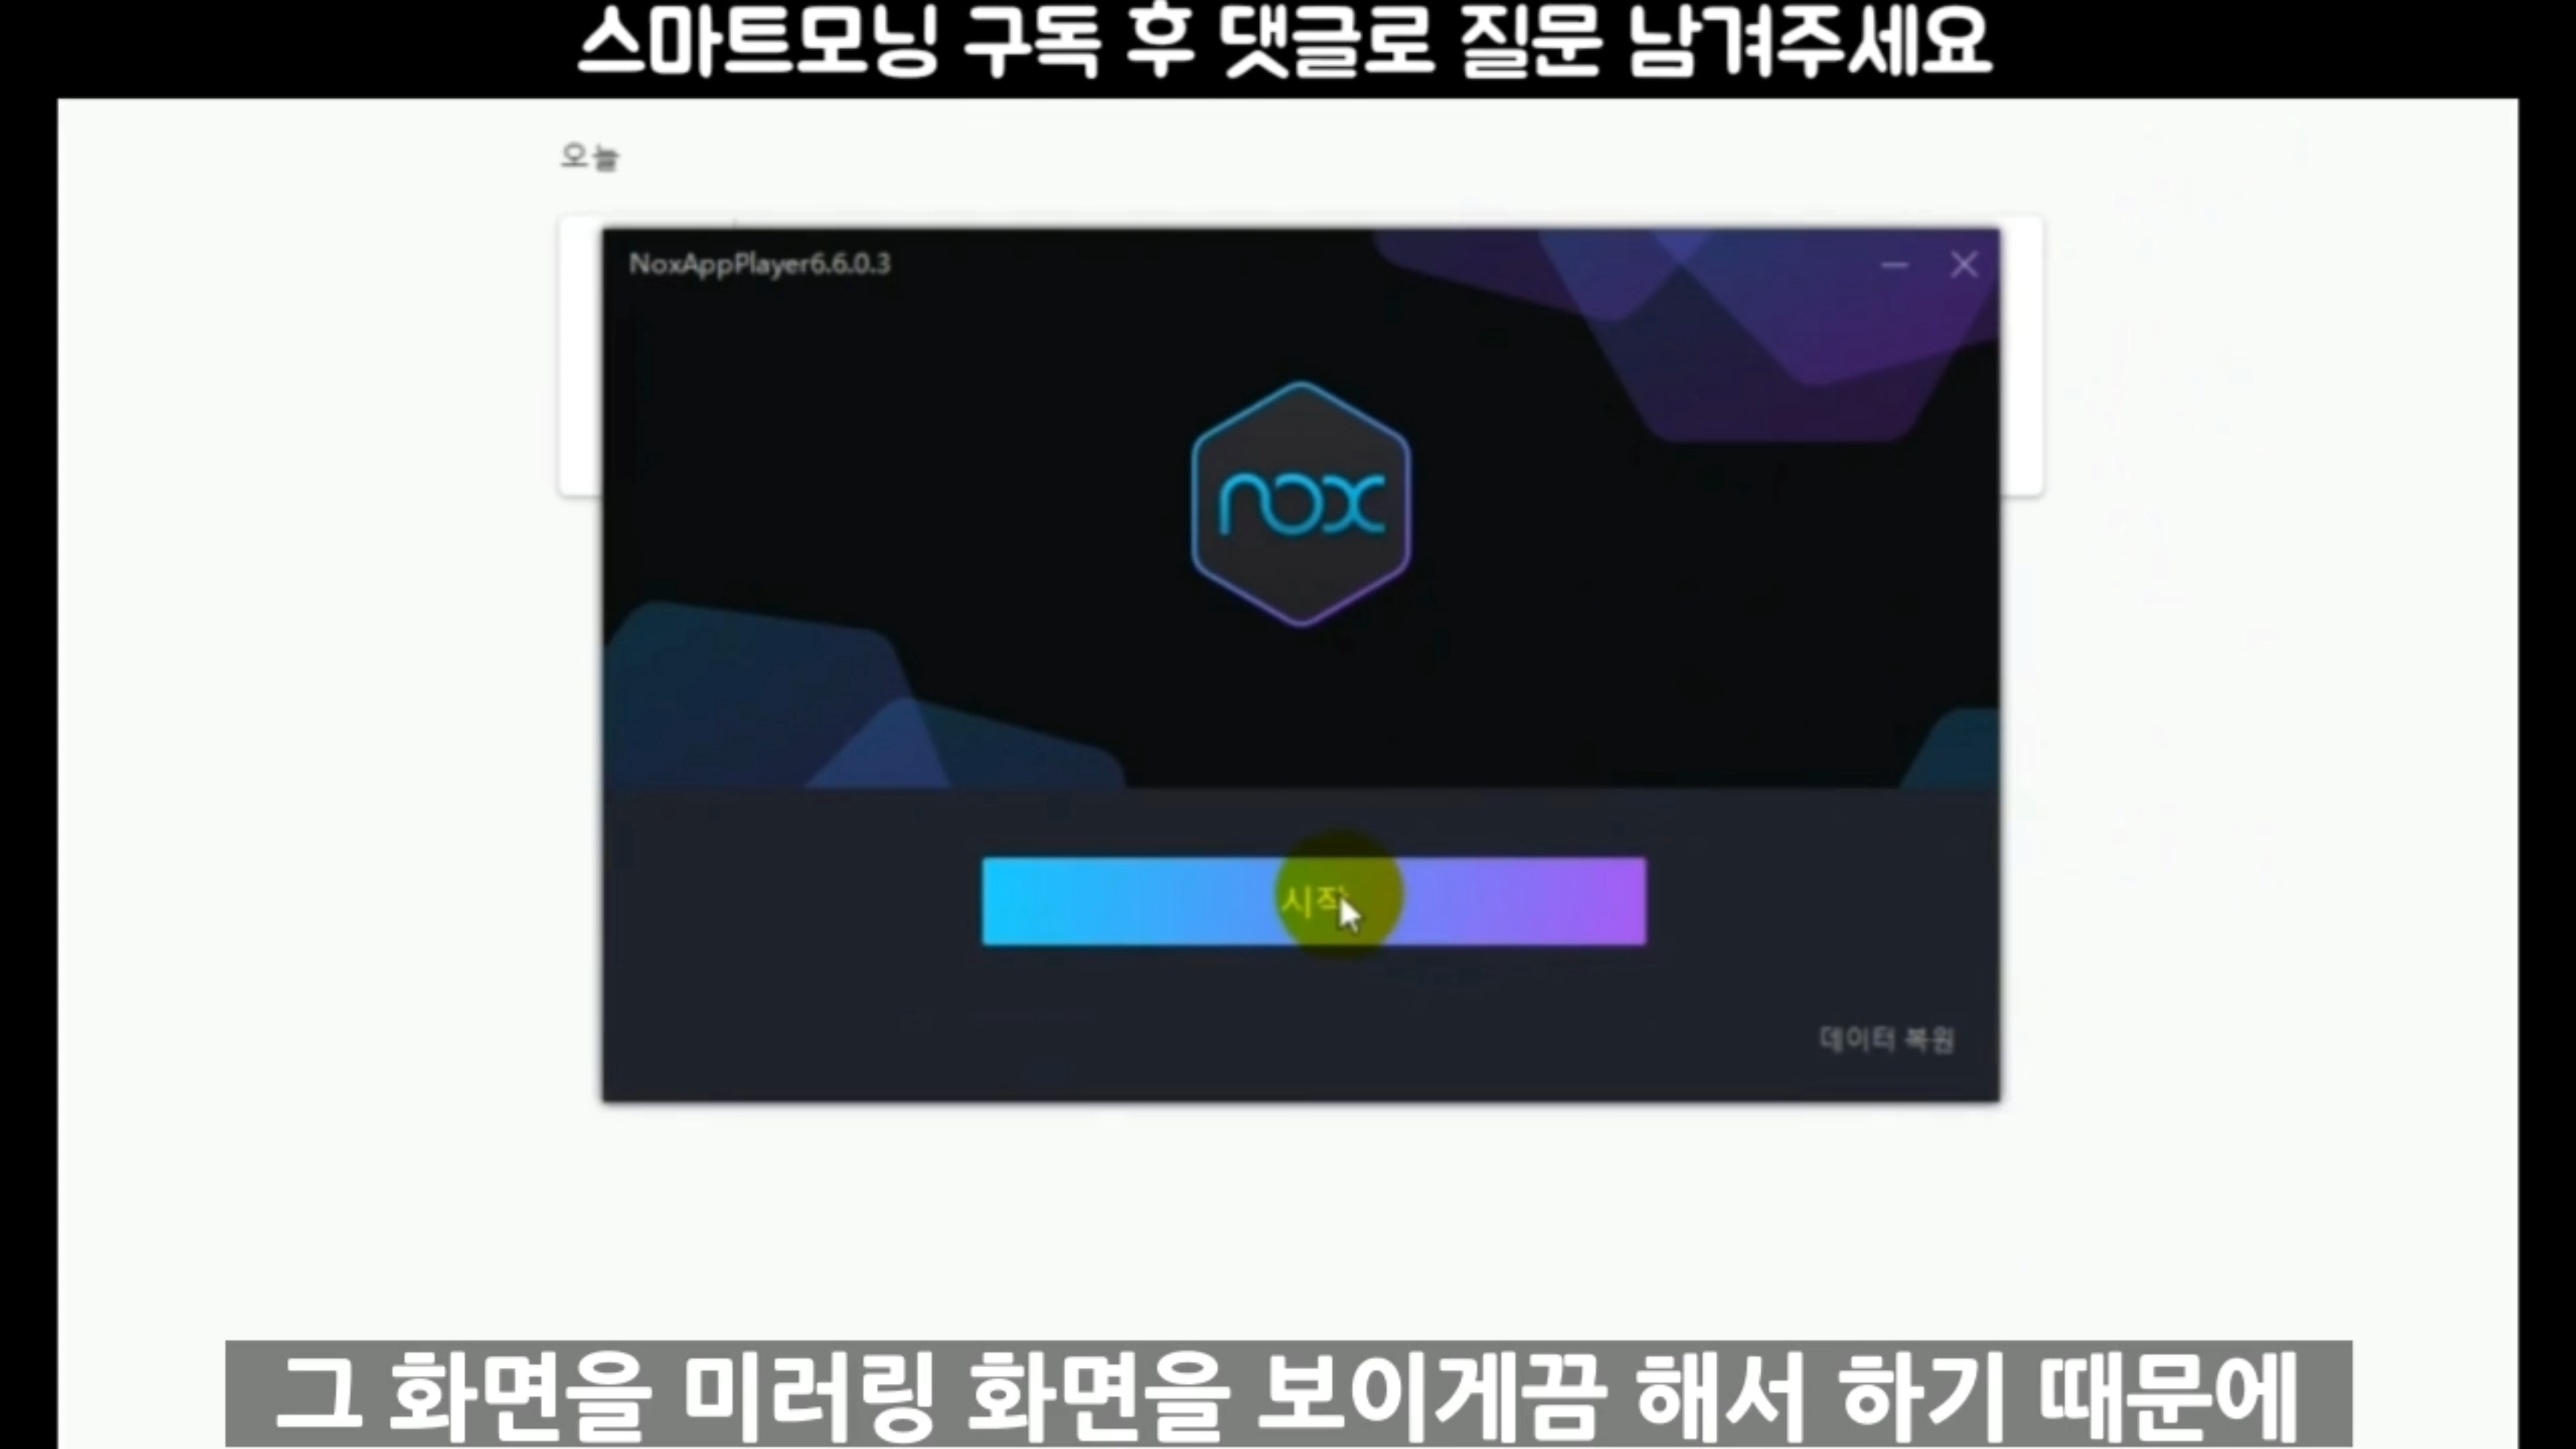 스마트모닝 구독 후 댓글로 질문 남겨주세요
오늘
NoxAppPlayer6.6.0.3
nox
시작
데이터 복원
그 화면을 미러링 화면을 보이게끔 해서 하기 때문에